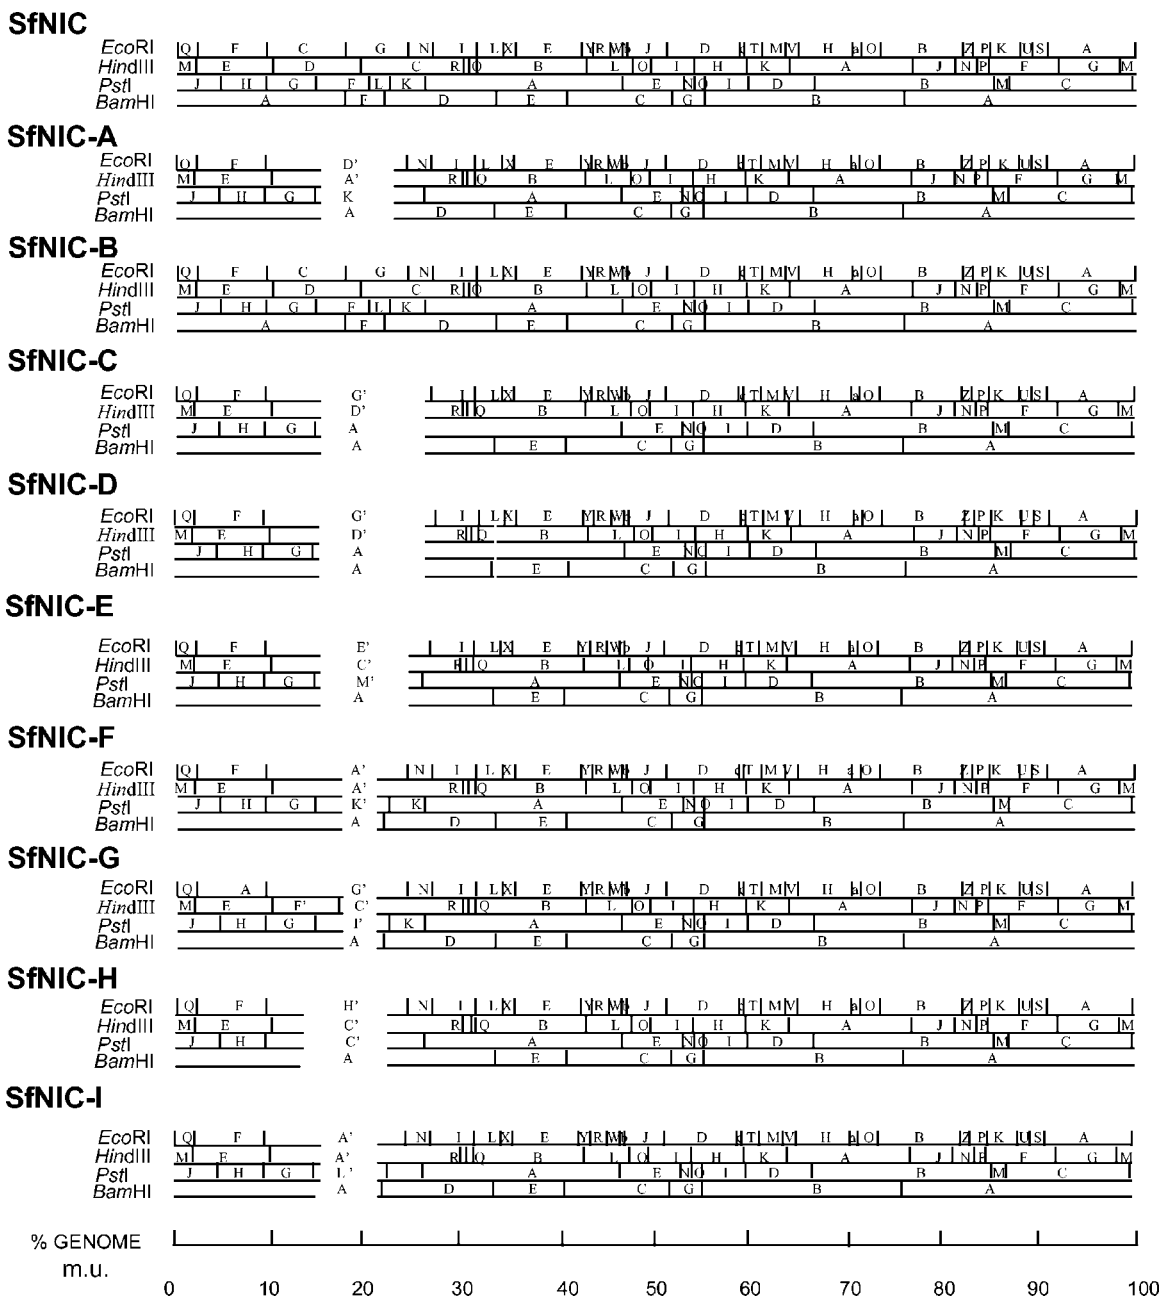 SfNIC
EcoRI Q F C G N I L X E Y R W b J D c T M V H a O B Z P K U S A
HindIII M E D C R Q B L O I H K A J N P F G M
PstI J H G F L K A E N O I D B M C
BamHI A F D E C G B A
SfNIC-A
EcoRI Q F D' N I L X E Y R W b J D c T M V H a O B Z P K U S A
HindIII M E A' R Q B L O I H K A J N P F G M
PstI J H G K A E N O I D B M C
BamHI A D E C G B A
SfNIC-B
EcoRI Q F C G N I L X E Y R W b J D c T M V H a O B Z P K U S A
HindIII M E D C R Q B L O I H K A J N P F G M
PstI J H G F L K A E N O I D B M C
BamHI A F D E C G B A
SfNIC-C
EcoRI Q F G' I L X E Y R W b J D c T M V H a O B Z P K U S A
HindIII M E D' R Q B L O I H K A J N P F G M
PstI J H G A E N O I D B M C
BamHI A E C G B A
SfNIC-D
EcoRI Q F G' I L X E Y R W b J D c T M V H a O B Z P K U S A
HindIII M E D' R Q B L O I H K A J N P F G M
PstI J H G A E N O I D B M C
BamHI A E C G B A
SfNIC-E
EcoRI Q F E' I L X E Y R W b J D c T M V H a O B Z P K U S A
HindIII M E C' R Q B L O I H K A J N P F G M
PstI J H G M' A E N O I D B M C
BamHI A E C G B A
SfNIC-F
EcoRI Q F A' N I L X E Y R W b J D c T M V H a O B Z P K U S A
HindIII M E A' R Q B L O I H K A J N P F G M
PstI J H G K' K A E N O I D B M C
BamHI A D E C G B A
SfNIC-G
EcoRI Q A G' N I L X E Y R W b J D c T M V H a O B Z P K U S A
HindIII M E F' C' R Q B L O I H K A J N P F G M
PstI J H G I' K A E N O I D B M C
BamHI A D E C G B A
SfNIC-H
EcoRI Q F H' N I L X E Y R W b J D c T M V H a O B Z P K U S A
HindIII M E C' R Q B L O I H K A J N P F G M
PstI J H C' A E N O I D B M C
BamHI A E C G B A
SfNIC-I
EcoRI Q F A' N I L X E Y R W b J D c T M V H a O B Z P K U S A
HindIII M E A' R Q B L O I H K A J N P F G M
PstI J H G L' A E N O I D B M C
BamHI A D E C G B A
% GENOME
m.u.
0 10 30 40 50 60 70 80 90 100